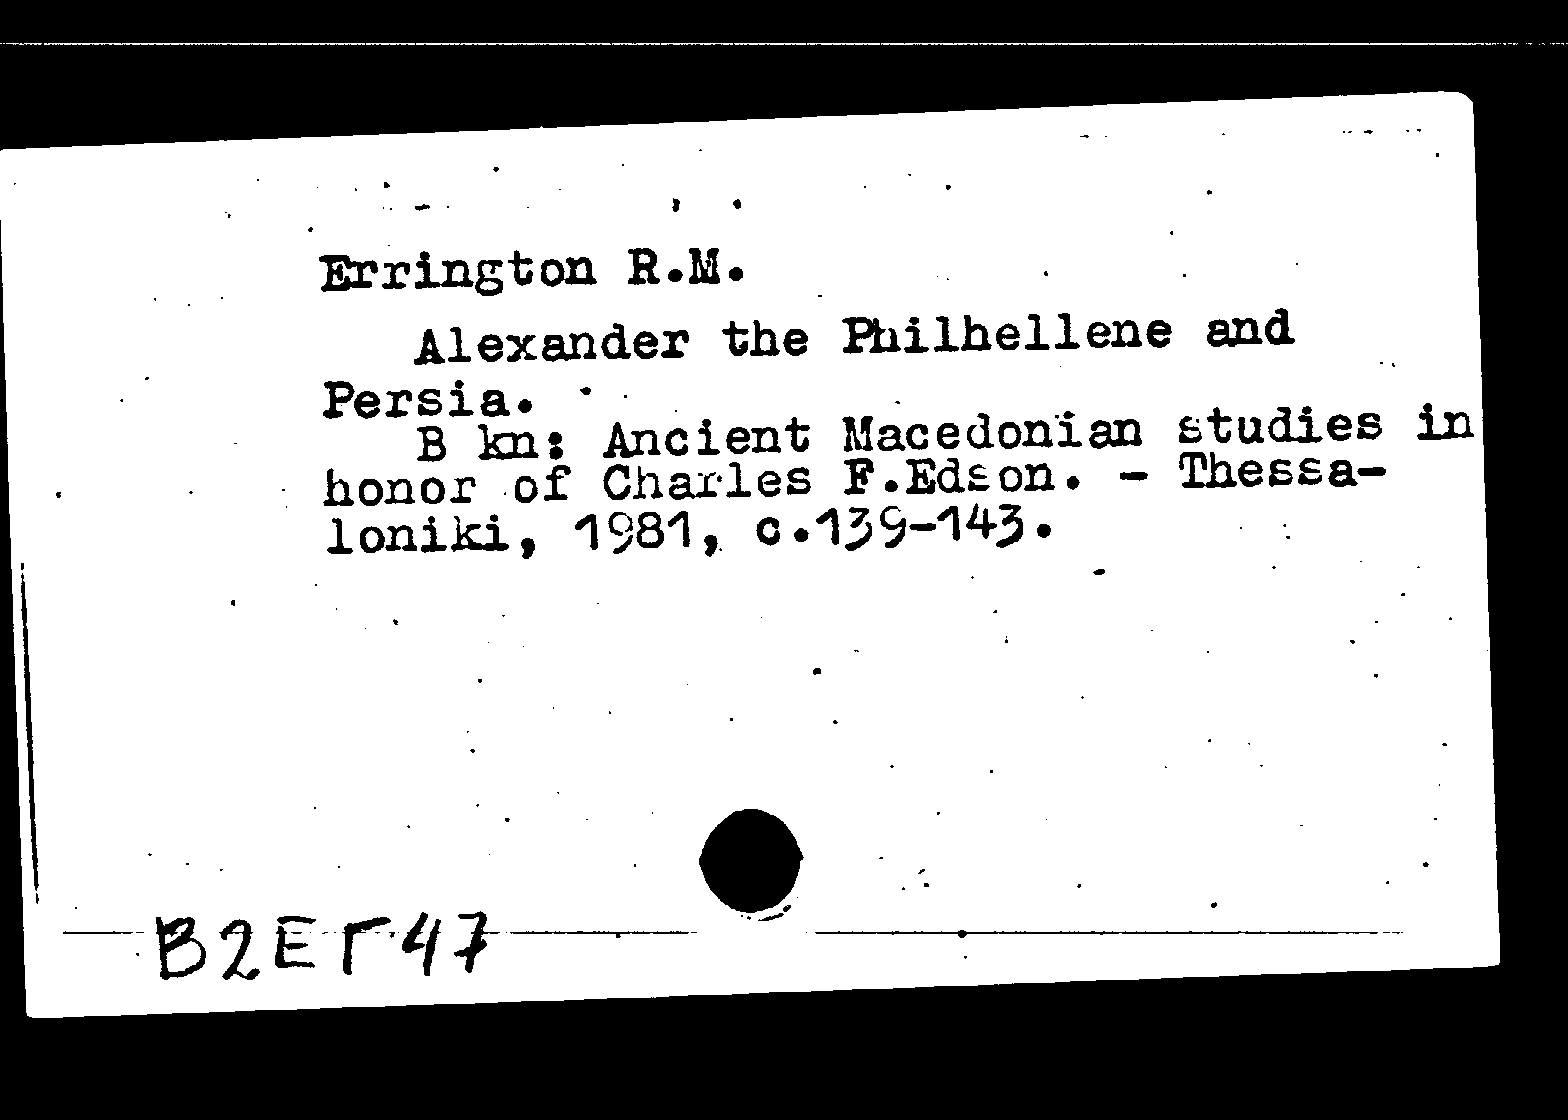 Errington R.M.
Alexander the Philhellene and
Persia.
B kn: Ancient Macedonian studies in
honor of Charles F.Edson. - Thessa-
loniki, 1981, c.139-143.
B2EГ47